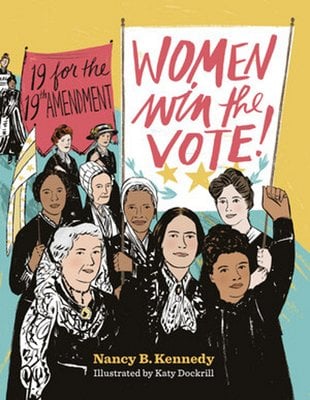 19 for the
19th AMENDMENT
WOMEN
win the
VOTE!
Nancy B. Kennedy
Illustrated by Katy Dockrill